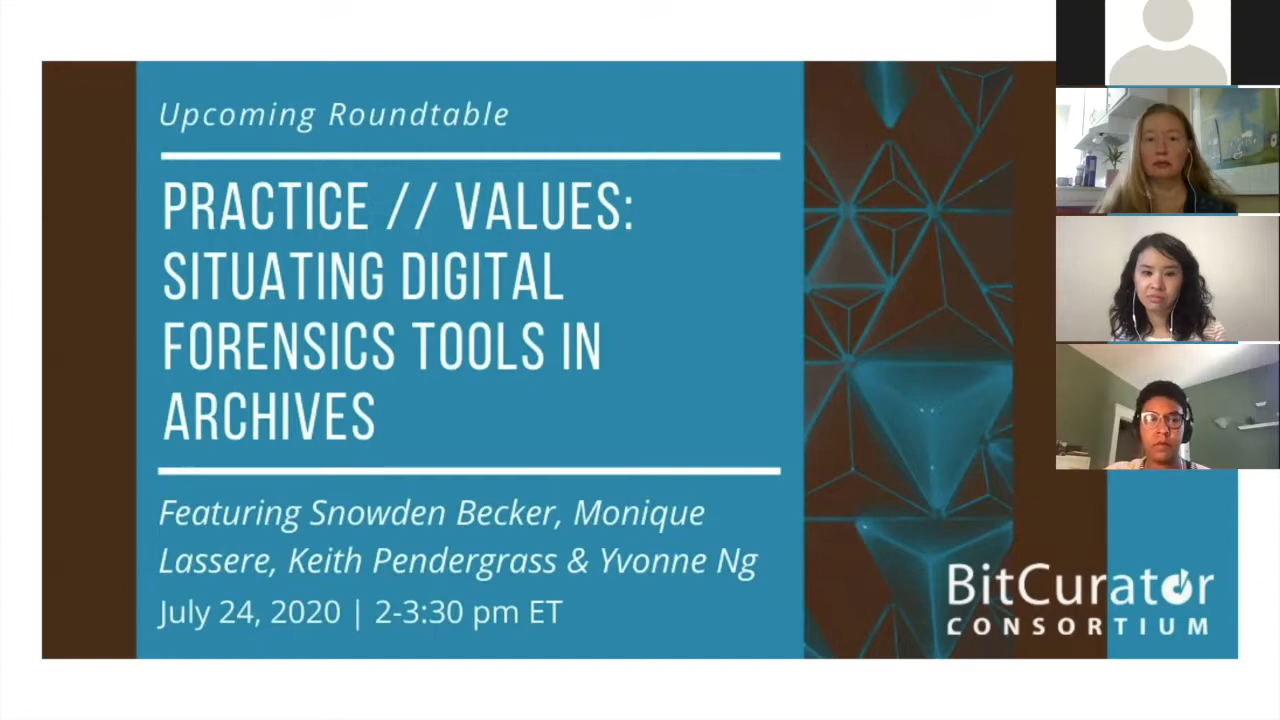 Upcoming Roundtable
PRACTICE // VALUES:
SITUATING DIGITAL
FORENSICS TOOLS IN
ARCHIVES
Featuring Snowden Becker, Monique
Lassere, Keith Pendergrass & Yvonne Ng
July 24, 2020 | 2-3:30 pm ET
BitCurator
CONSORTIUM